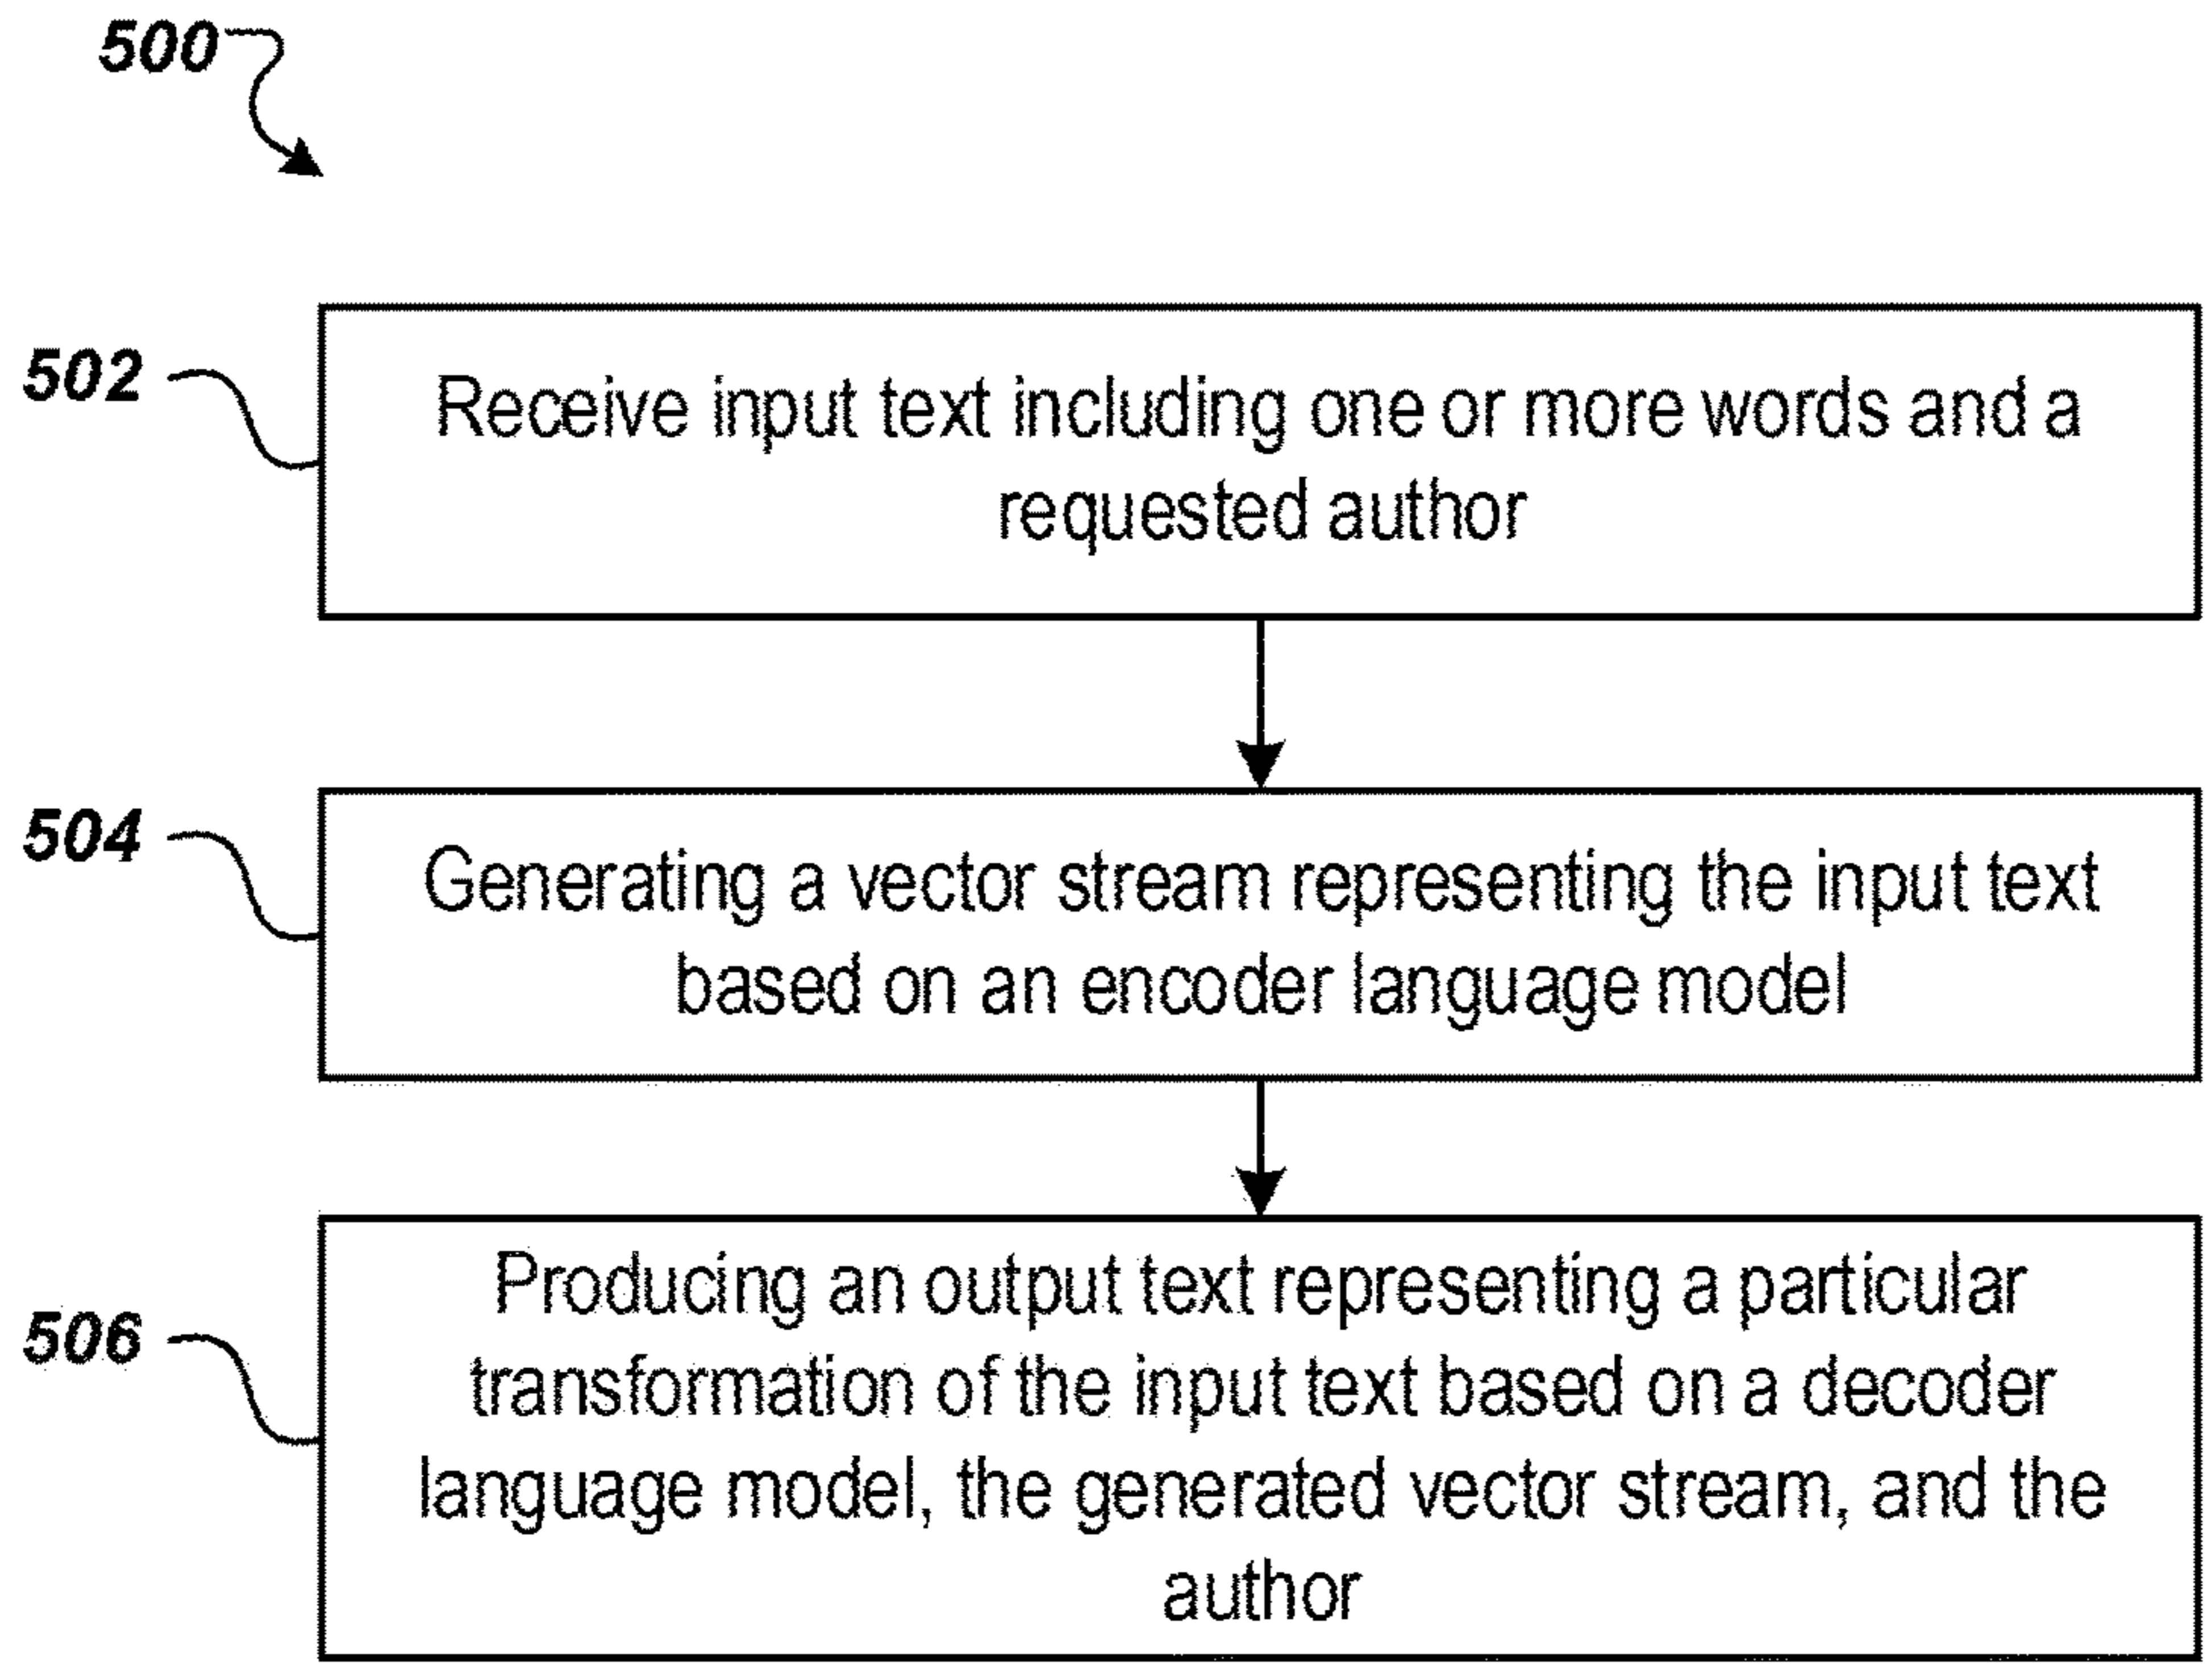 500
502
Receive input text including one or more words and a
requested author
504
Generating a vector stream representing the input text
based on an encoder language model
506
Producing an output text representing a particular
transformation of the input text based on a decoder
language model, the generated vector stream, and the
author